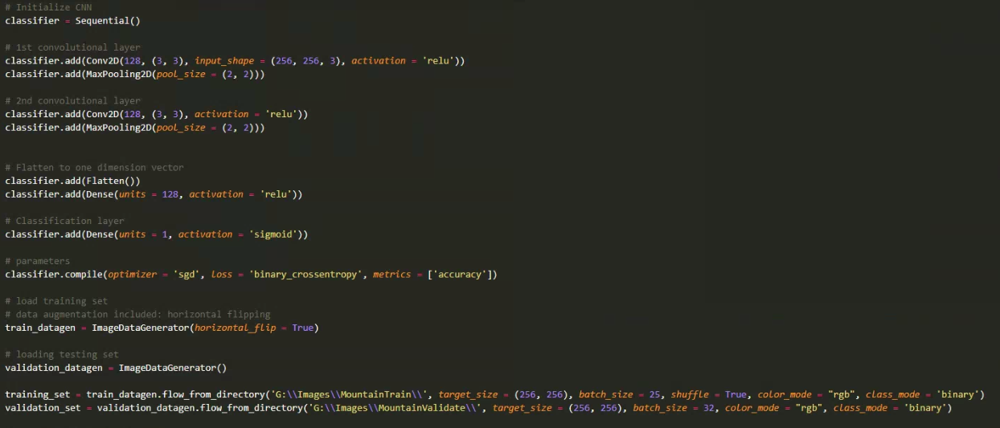 # Initialize CNN
classifier = Sequential()
# 1st convolutional layer
classifier.add(Conv2D(128, (3, 3), input_shape = (256, 256, 3), activation = 'relu'))
classifier.add(MaxPooling2D(pool_size = (2, 2)))
# 2nd convolutional layer
classifier.add(Conv2D(128, (3, 3), activation = 'relu'))
classifier.add(MaxPooling2D(pool_size = (2, 2)))
# Flatten to one dimension vector
classifier.add(Flatten())
classifier.add(Dense(units = 128, activation = 'relu'))
# Classification layer
classifier.add(Dense(units = 1, activation = 'sigmoid'))
# parameters
classifier.compile(optimizer = 'sgd', loss = 'binary_crossentropy', metrics = ['accuracy'])
# load training set
# data augmentation included: horizontal flipping
train_datagen = ImageDataGenerator(horizontal_flip = True)
# loading testing set
validation_datagen = ImageDataGenerator()
training_set = train_datagen.flow_from_directory('G:\\Images\\MountainTrain\\', target_size = (256, 256), batch_size = 25, shuffle = True, color_mode = "rgb", class_mode = 'binary')
validation_set = validation_datagen.flow_from_directory('G:\\Images\\MountainValidate\\', target_size = (256, 256), batch_size = 32, color_mode = "rgb", class_mode = 'binary')